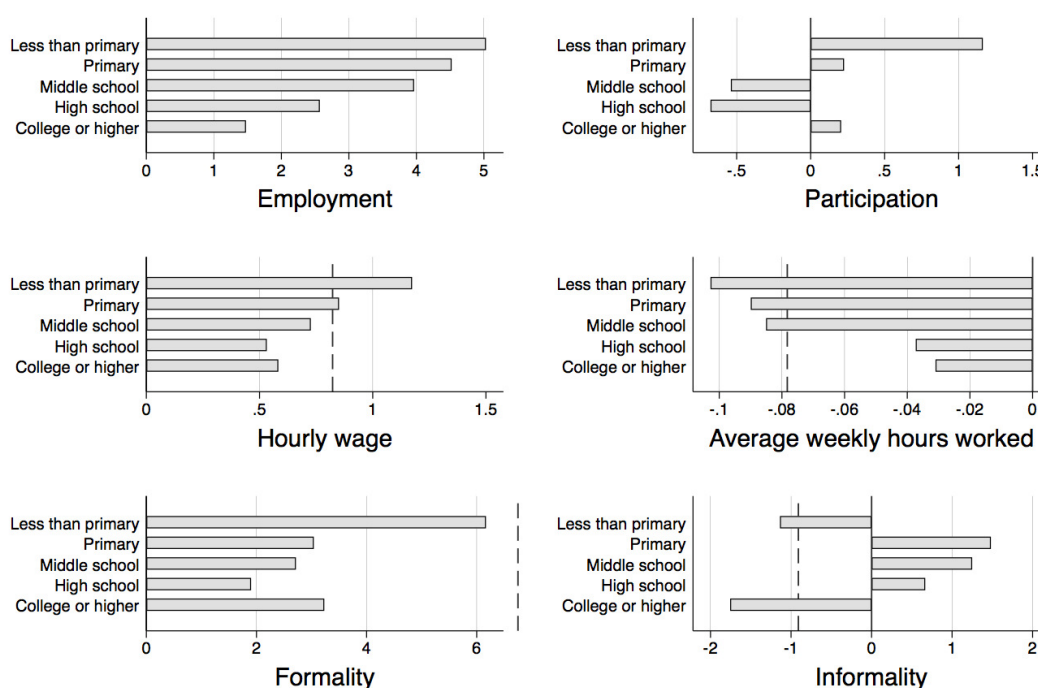 Less than primary
Primary
Middle school
High school
College or higher
0 1 2 3 4 5
Employment
Less than primary
Primary
Middle school
High school
College or higher
-.5 0 .5 1 1.5
Participation
Less than primary
Primary
Middle school
High school
College or higher
0 .5 1 1.5
Hourly wage
Less than primary
Primary
Middle school
High school
College or higher
-.1 -.08 -.06 -.04 -.02 0
Average weekly hours worked
Less than primary
Primary
Middle school
High school
College or higher
0 2 4 6
Formality
Less than primary
Primary
Middle school
High school
College or higher
-2 -1 0 1 2
Informality